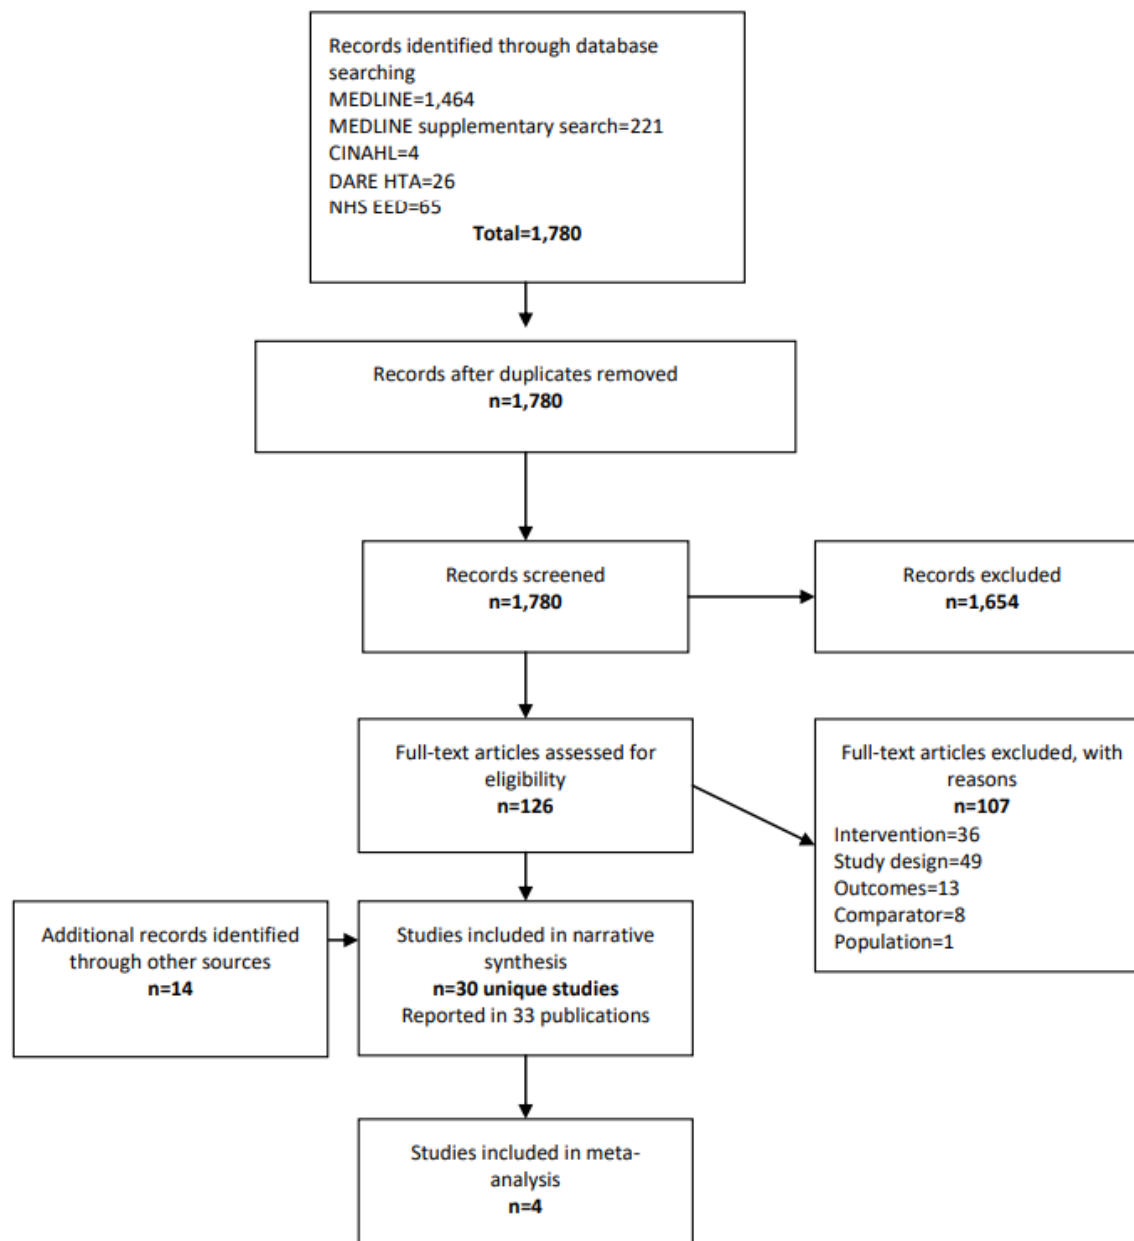 Records identified through database
searching
MEDLINE=1,464
MEDLINE supplementary search=221
CINAHL=4
DARE HTA=26
NHS EED=65
Total=1,780
Records after duplicates removed
n=1,780
Records screened
n=1,780
Records excluded
n=1,654
Full-text articles assessed for
eligibility
n=126
Full-text articles excluded, with
reasons
n=107
Intervention=36
Study design=49
Outcomes=13
Comparator=8
Population=1
Additional records identified
through other sources
n=14
Studies included in narrative
synthesis
n=30 unique studies
Reported in 33 publications
Studies included in meta-
analysis
n=4